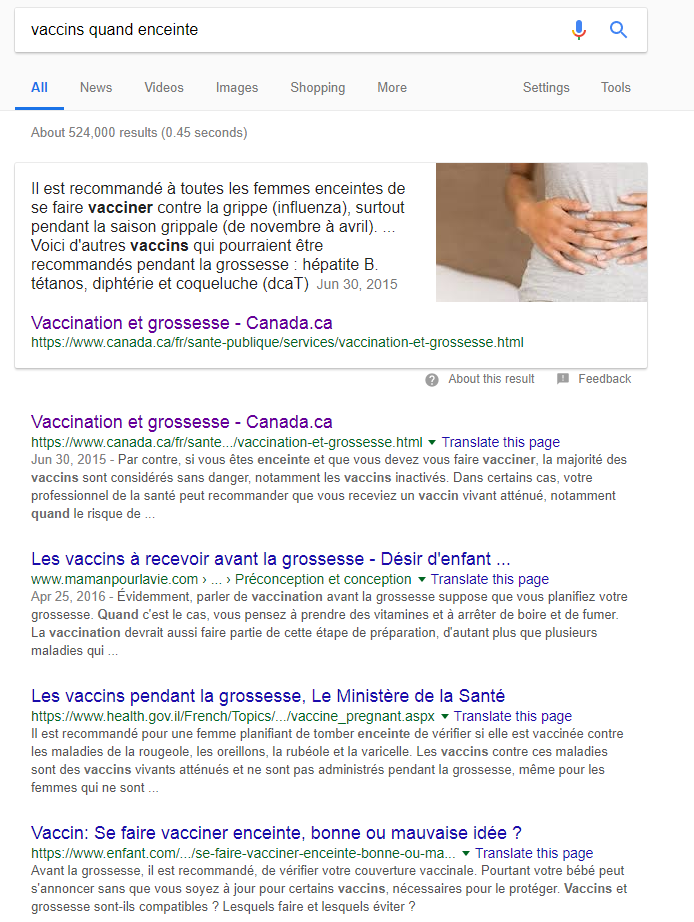 vaccins quand enceinte
All News Videos Images Shopping More Settings Tools
About 524,000 results (0.45 seconds)
Il est recommandé à toutes les femmes enceintes de
se faire vacciner contre la grippe (influenza), surtout
pendant la saison grippale (de novembre à avril). ...
Voici d'autres vaccins qui pourraient être
recommandés pendant la grossesse : hépatite B.
tétanos, diphtérie et coqueluche (dcaT) Jun 30, 2015
Vaccination et grossesse - Canada.ca
https://www.canada.ca/fr/sante-publique/services/vaccination-et-grossesse.html
About this result Feedback
Vaccination et grossesse - Canada.ca
https://www.canada.ca/fr/sante.../vaccination-et-grossesse.html ▼ Translate this page
Jun 30, 2015 - Par contre, si vous êtes enceinte et que vous devez vous faire vacciner, la majorité des
vaccins sont considérés sans danger, notamment les vaccins inactivés. Dans certains cas, votre
professionnel de la santé peut recommander que vous receviez un vaccin vivant atténué, notamment
quand le risque de ...
Les vaccins à recevoir avant la grossesse - Désir d'enfant ...
www.mamanpourlavie.com › ... › Préconception et conception ▼ Translate this page
Apr 25, 2016 - Évidemment, parler de vaccination avant la grossesse suppose que vous planifiez votre
grossesse. Quand c'est le cas, vous pensez à prendre des vitamines et à arrêter de boire et de fumer.
La vaccination devrait aussi faire partie de cette étape de préparation, d'autant plus que plusieurs
maladies qui ...
Les vaccins pendant la grossesse, Le Ministère de la Santé
https://www.health.gov.il/French/Topics/.../vaccine_pregnant.aspx ▼ Translate this page
Il est recommandé pour une femme planifiant de tomber enceinte de vérifier si elle est vaccinée contre
les maladies de la rougeole, les oreillons, la rubéole et la varicelle. Les vaccins contre ces maladies
sont des vaccins vivants atténués et ne sont pas administrés pendant la grossesse, même pour les
femmes qui ne sont ...
Vaccin: Se faire vacciner enceinte, bonne ou mauvaise idée ?
https://www.enfant.com/.../se-faire-vacciner-enceinte-bonne-ou-ma... ▼ Translate this page
Avant la grossesse, il est recommandé, de vérifier votre couverture vaccinale. Pourtant votre bébé peut
s'annoncer sans que vous soyez à jour pour certains vaccins, nécessaires pour le protéger. Vaccins et
grossesse sont-ils compatibles ? Lesquels faire et lesquels éviter ?